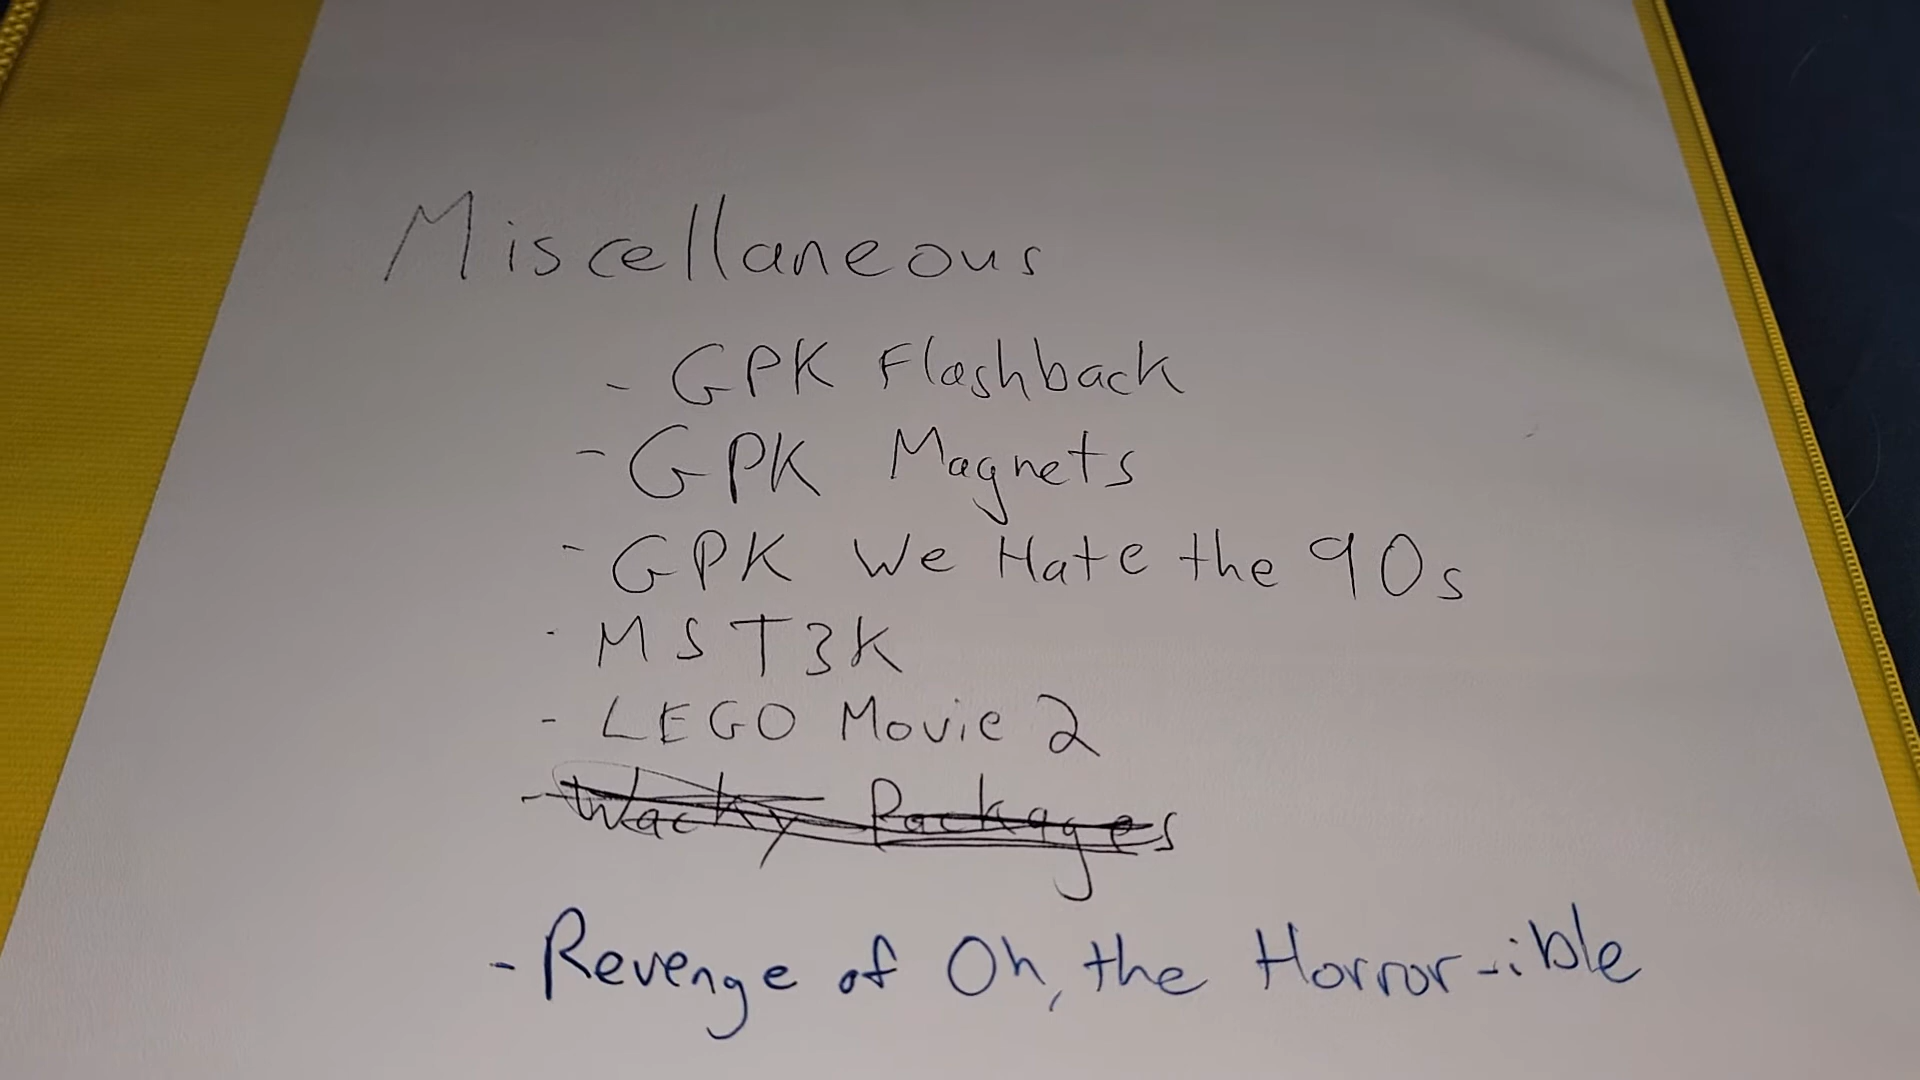 Miscellaneous
- GPK Flashback
- GPK Magnets
- GPK We Hate the 90s
- MST3K
- LEGO Movie 2
- Wacky Packages
- Revenge of Oh, the Horror-ible